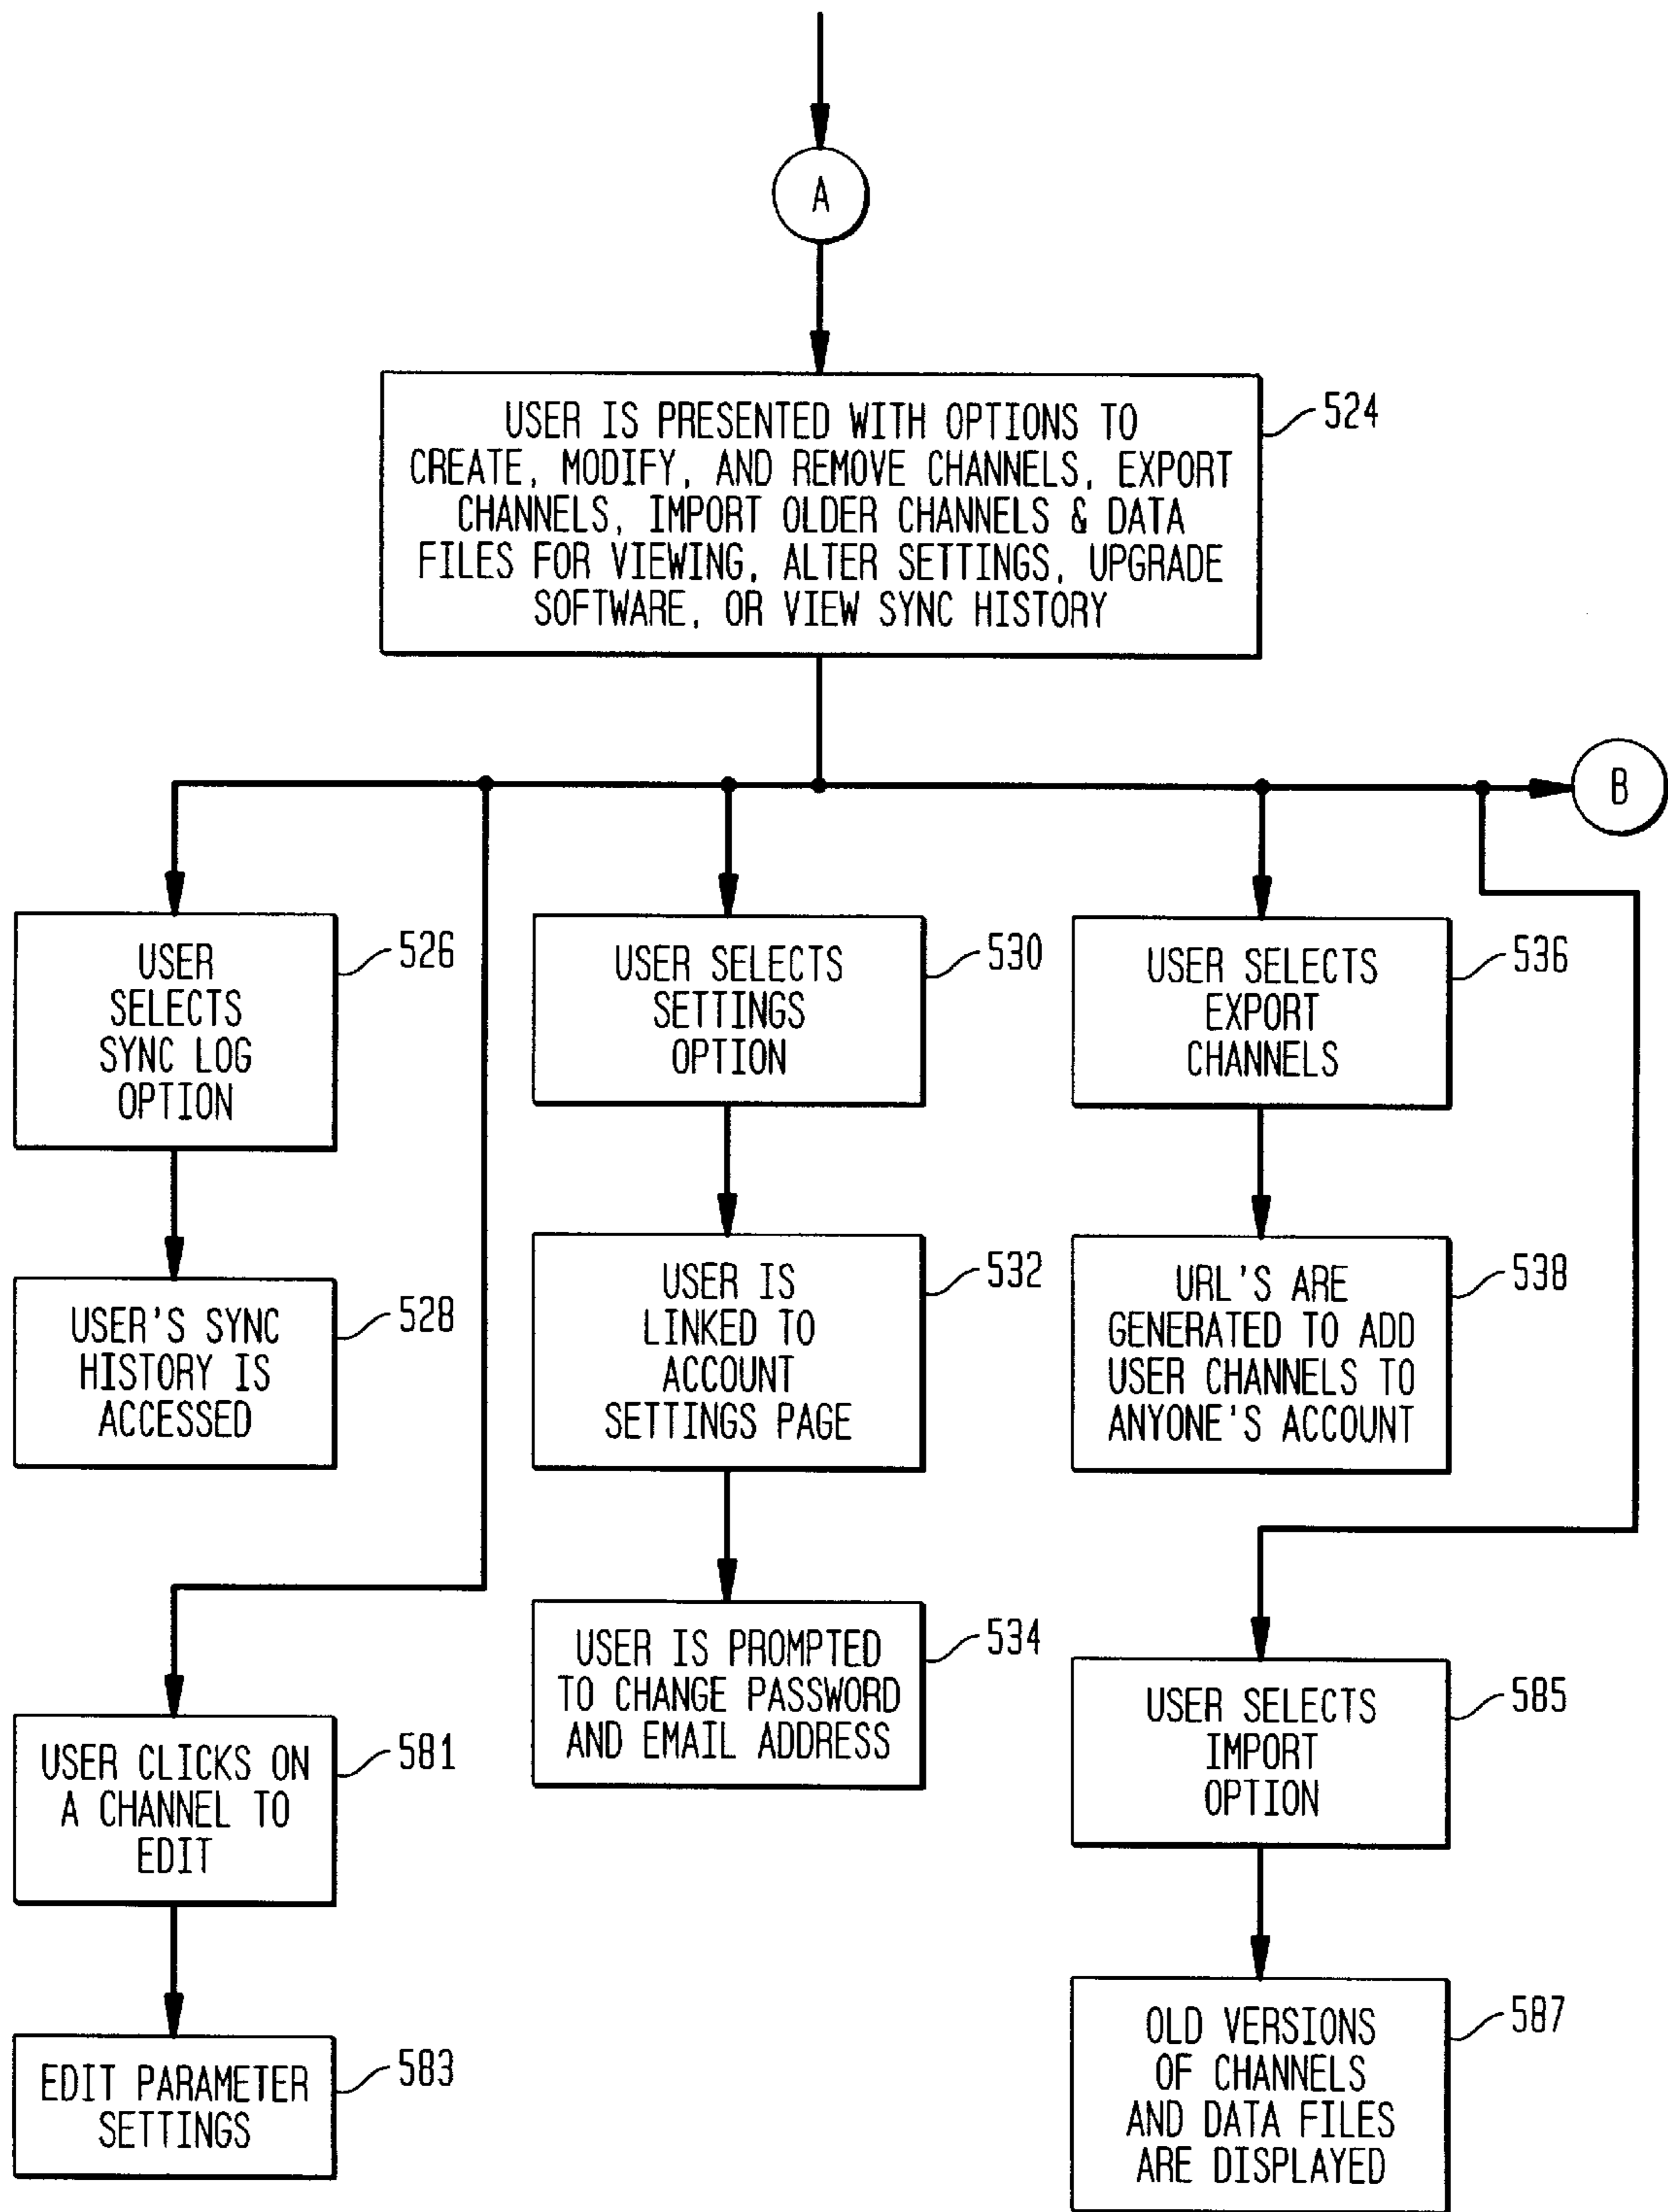 A
USER IS PRESENTED WITH OPTIONS TO
CREATE, MODIFY, AND REMOVE CHANNELS, EXPORT
CHANNELS, IMPORT OLDER CHANNELS & DATA
FILES FOR VIEWING, ALTER SETTINGS, UPGRADE
SOFTWARE, OR VIEW SYNC HISTORY
524
B
USER
SELECTS
SYNC LOG
OPTION
526
USER SELECTS
SETTINGS
OPTION
530
USER SELECTS
EXPORT
CHANNELS
536
USER'S SYNC
HISTORY IS
ACCESSED
528
USER IS
LINKED TO
ACCOUNT
SETTINGS PAGE
532
URL'S ARE
GENERATED TO ADD
USER CHANNELS TO
ANYONE'S ACCOUNT
538
USER CLICKS ON
A CHANNEL TO
EDIT
581
USER IS PROMPTED
TO CHANGE PASSWORD
AND EMAIL ADDRESS
534
USER SELECTS
IMPORT
OPTION
585
EDIT PARAMETER
SETTINGS
583
OLD VERSIONS
OF CHANNELS
AND DATA FILES
ARE DISPLAYED
587